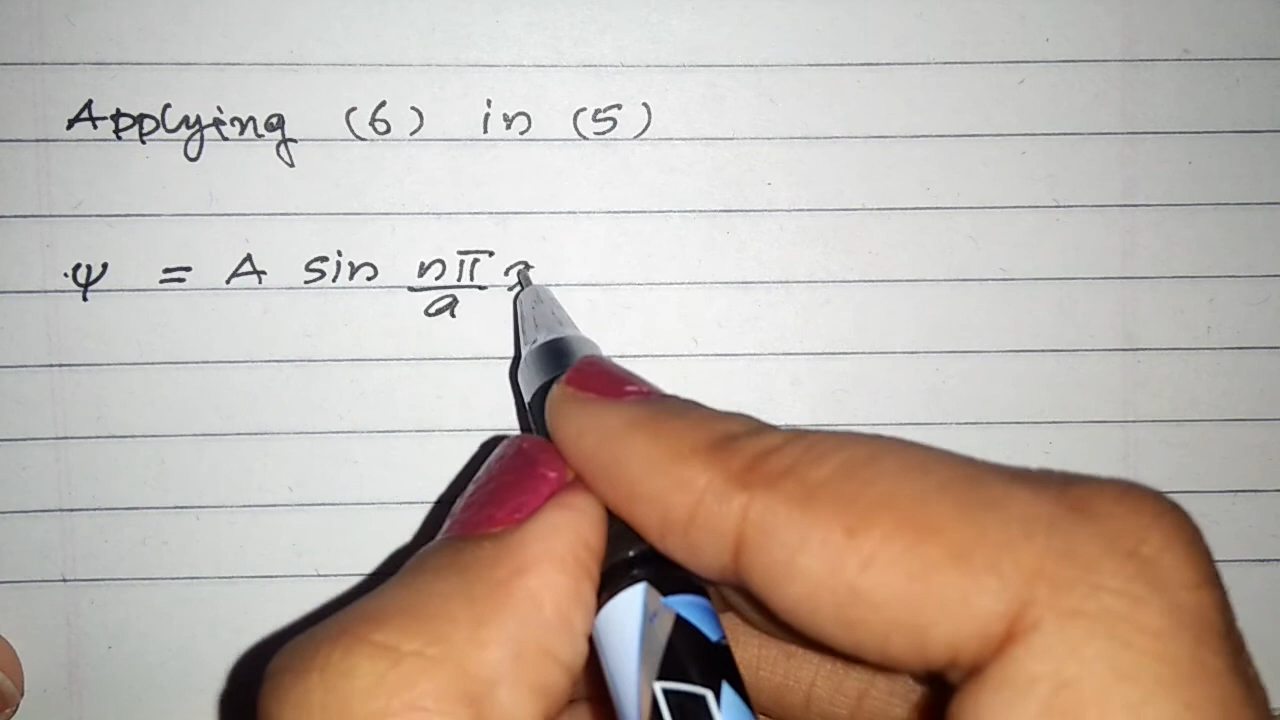 Applying (6) in (5)
ψ = A sin nπ/a x